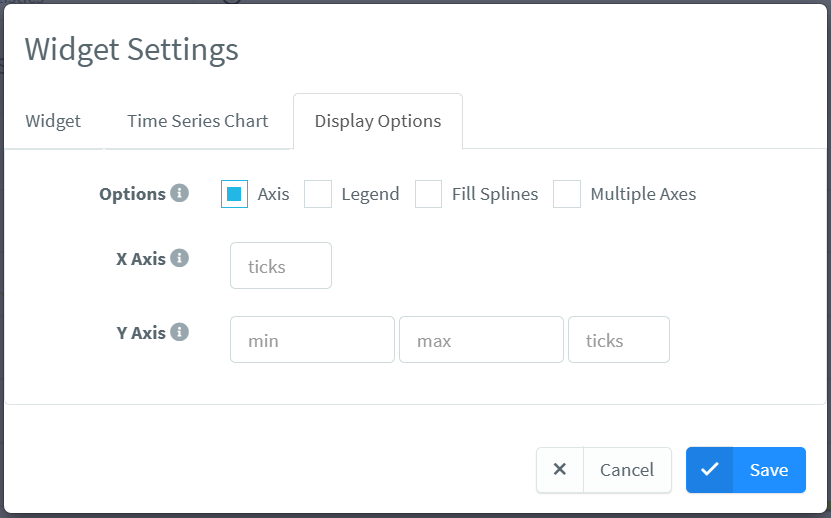 Widget Settings
Widget Time Series Chart Display Options
Options Axis Legend Fill Splines Multiple Axes
X Axis ticks
Y Axis min max ticks
Cancel Save